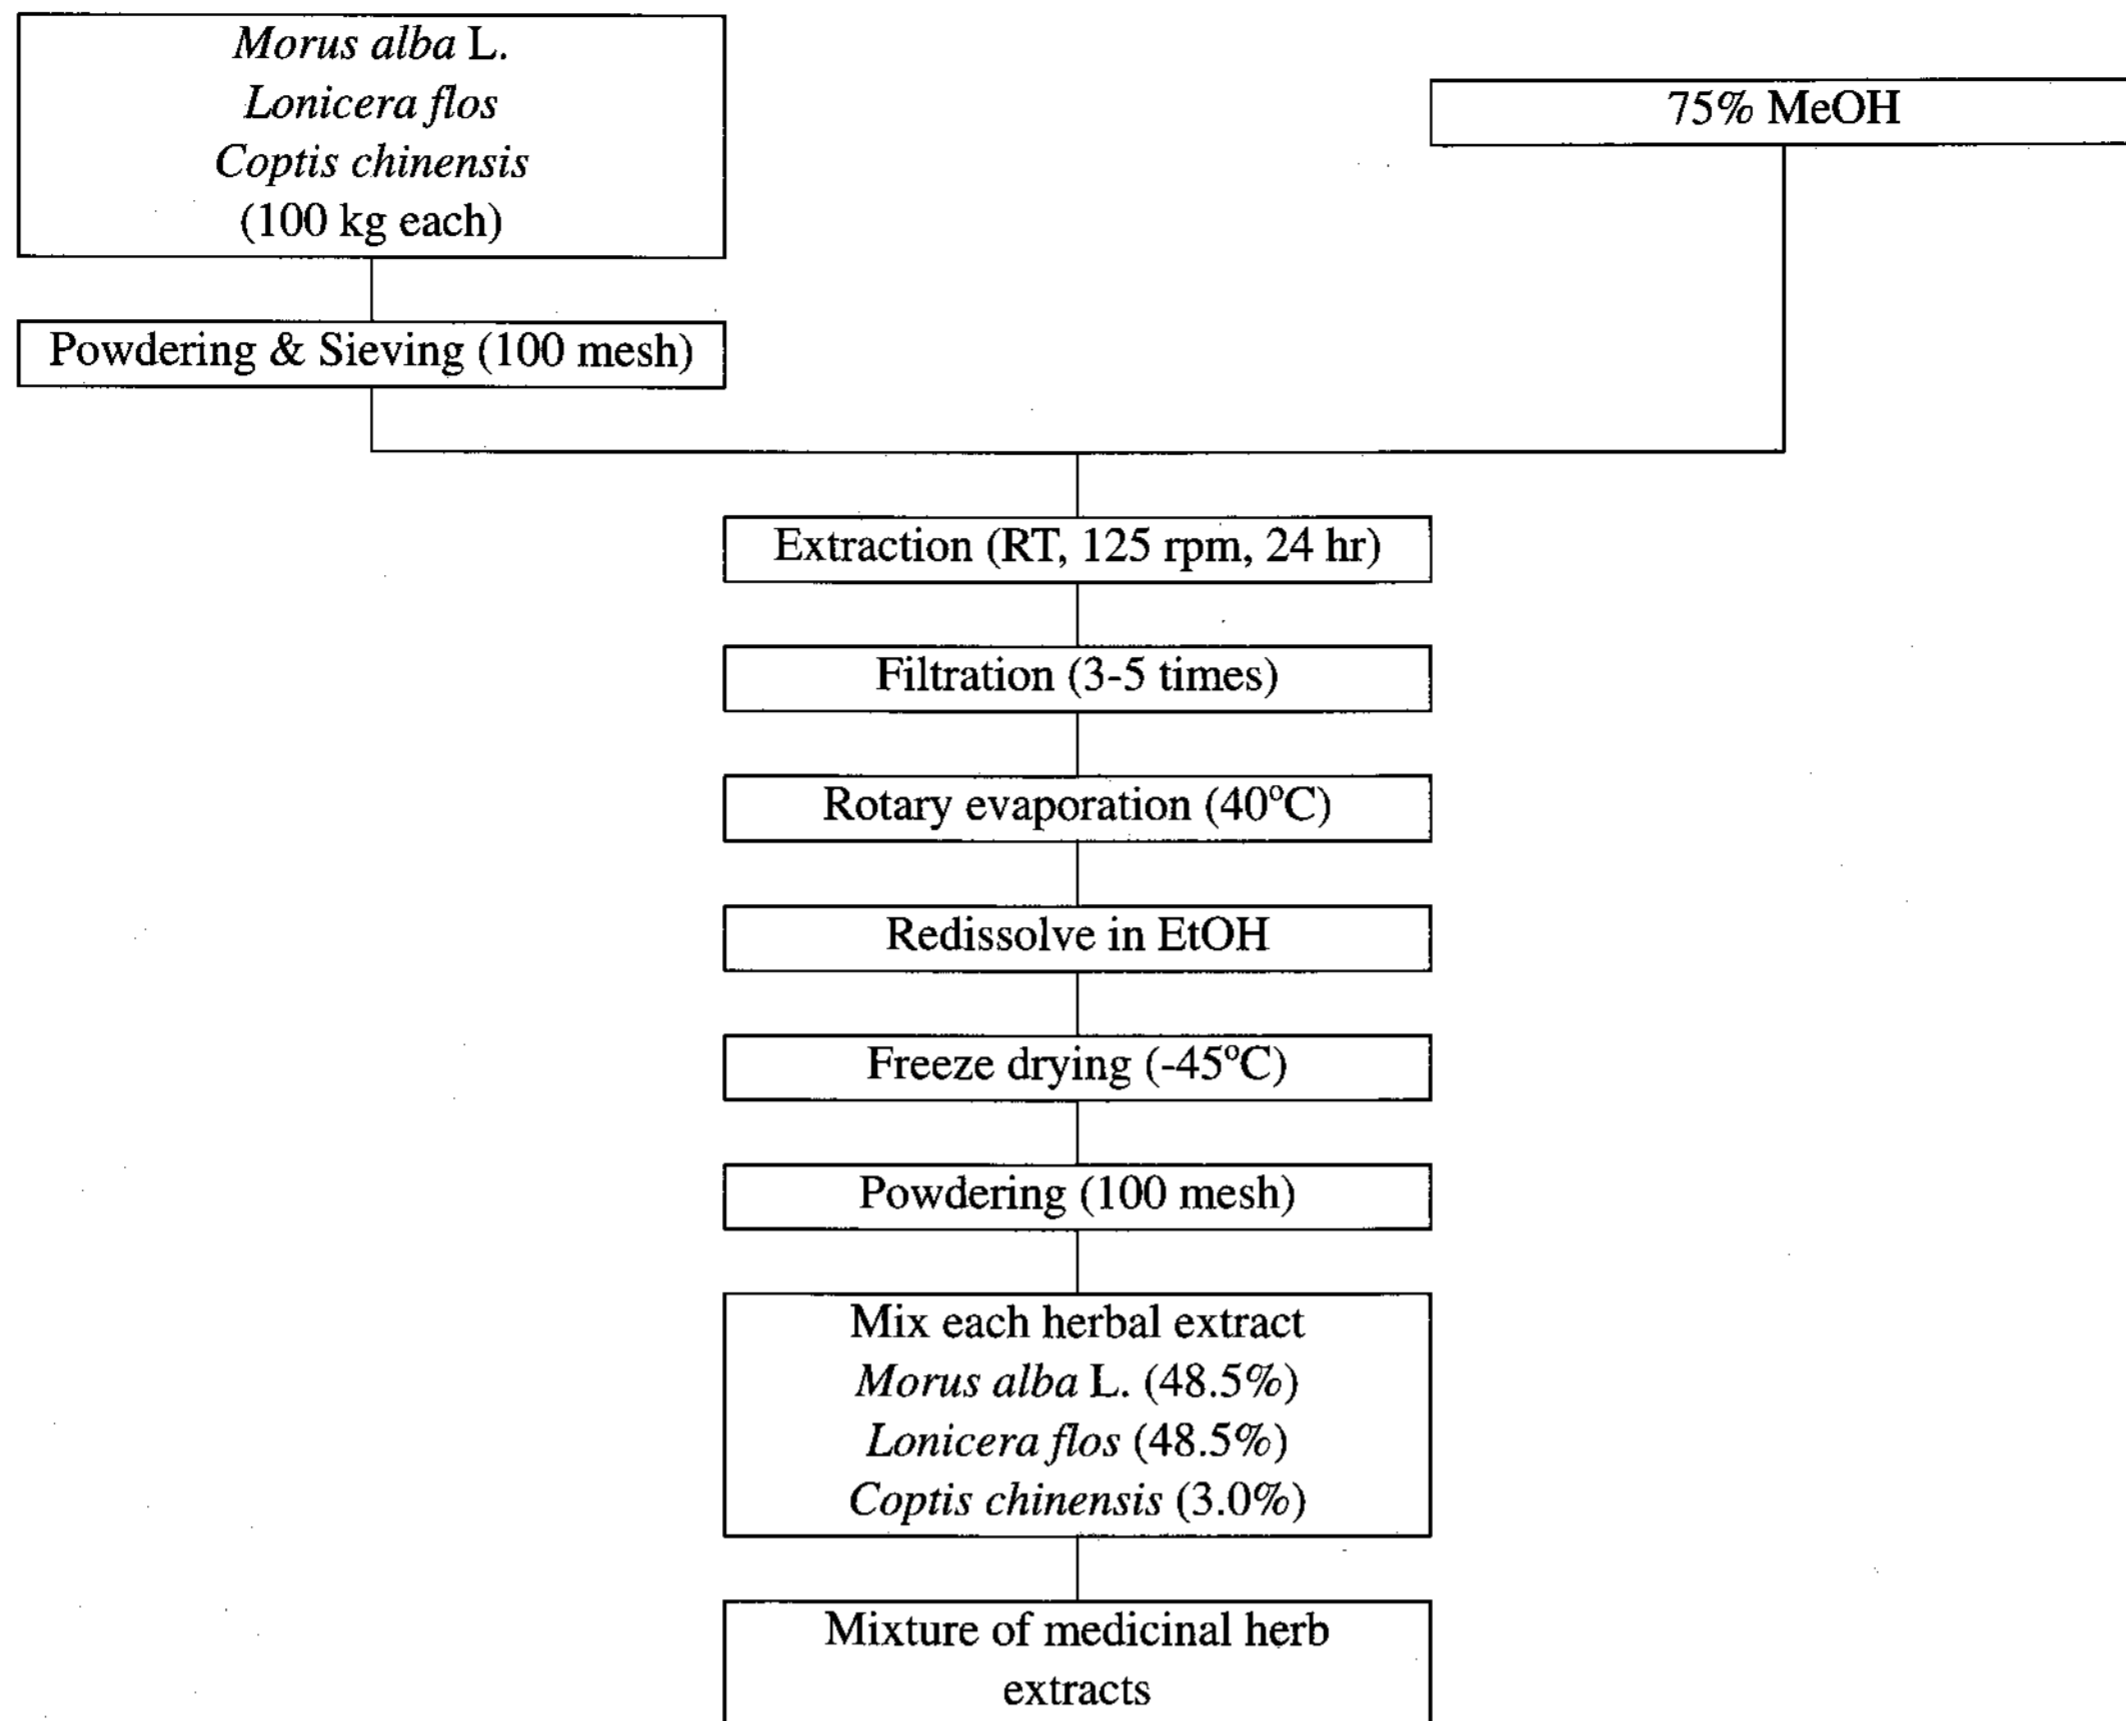 Morus alba L.
Lonicera flos
Coptis chinensis
(100 kg each)
75% MeOH
Powdering & Sieving (100 mesh)
Extraction (RT, 125 rpm, 24 hr)
Filtration (3-5 times)
Rotary evaporation (40°C)
Redissolve in EtOH
Freeze drying (-45°C)
Powdering (100 mesh)
Mix each herbal extract
Morus alba L. (48.5%)
Lonicera flos (48.5%)
Coptis chinensis (3.0%)
Mixture of medicinal herb
extracts